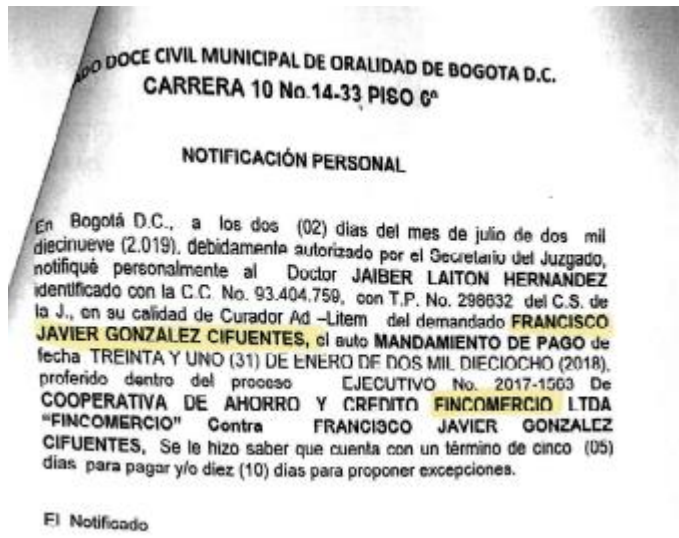 DO DOCE CIVIL MUNICIPAL DE ORALIDAD DE BOGOTA D.C.
CARRERA 10 No.14-33 PISO 6º
NOTIFICACIÓN PERSONAL
En Bogotá D.C., a los dos (02) dias del mes de julio de dos mil
diecinueve (2.019), debidamente autorizado por el Secretario del Juzgado,
notifiqué personalmente al Doctor JAIBER LAITON HERNANDEZ
identificado con la C.C. No. 93.404.759, con T.P. No. 298632 del C.S. de
la J., en su calidad de Curador Ad –Litem del demandado FRANCISCO
JAVIER GONZALEZ CIFUENTES, el auto MANDAMIENTO DE PAGO de
fecha TREINTA Y UNO (31) DE ENERO DE DOS MIL DIECIOCHO (2018),
proferido dentro del proceso EJECUTIVO No. 2017-1563 De
COOPERATIVA DE AHORRO Y CREDITO FINCOMERCIO LTDA
"FINCOMERCIO" Contra FRANCISCO JAVIER GONZALEZ
CIFUENTES, Se le hizo saber que cuenta con un término de cinco (05)
días para pagar y/o diez (10) días para proponer excepciones.
El Notificado